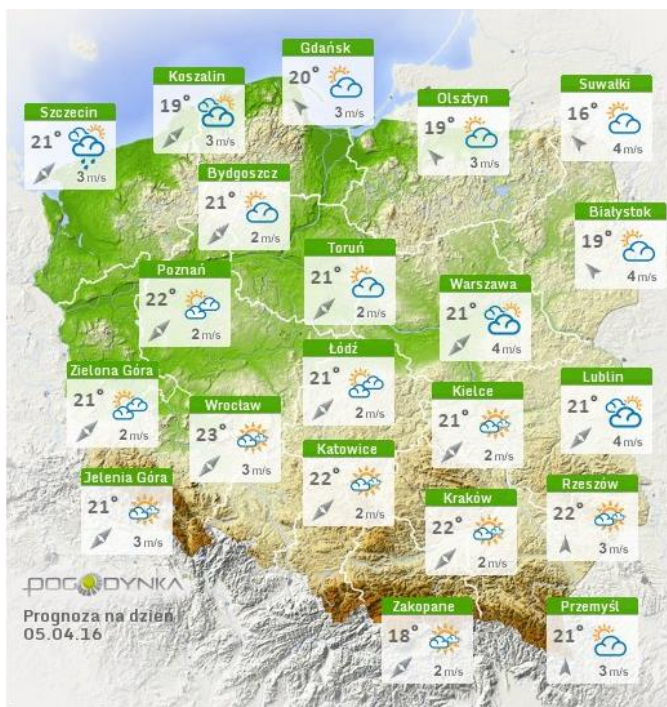 Gdańsk
20°
3 m/s
Koszalin
19°
3 m/s
Suwałki
16°
4 m/s
Olsztyn
19°
3 m/s
Szczecin
21°
3 m/s
Bydgoszcz
21°
2 m/s
Białystok
19°
4 m/s
Toruń
21°
2 m/s
Poznań
22°
2 m/s
Warszawa
21°
4 m/s
Łódź
21°
2 m/s
Zielona Góra
21°
2 m/s
Lublin
21°
4 m/s
Kielce
21°
2 m/s
Wrocław
23°
3 m/s
Katowice
22°
2 m/s
Jelenia Góra
21°
3 m/s
Rzeszów
22°
3 m/s
Kraków
22°
2 m/s
POGODYNKA
Prognoza na dzień
05.04.16
Zakopane
18°
2 m/s
Przemyśl
21°
3 m/s